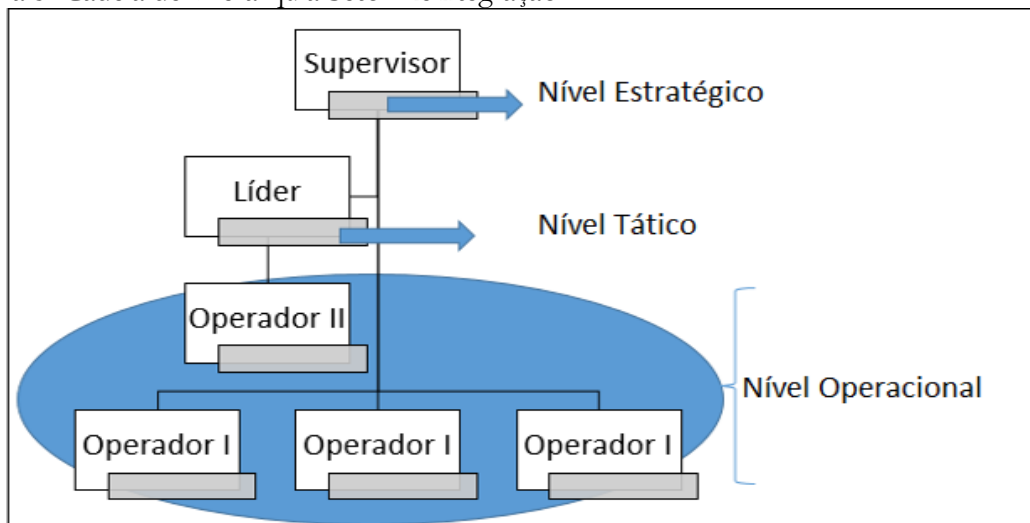 Supervisor
Nível Estratégico
Líder
Nível Tático
Operador II
Nível Operacional
Operador I
Operador I
Operador I